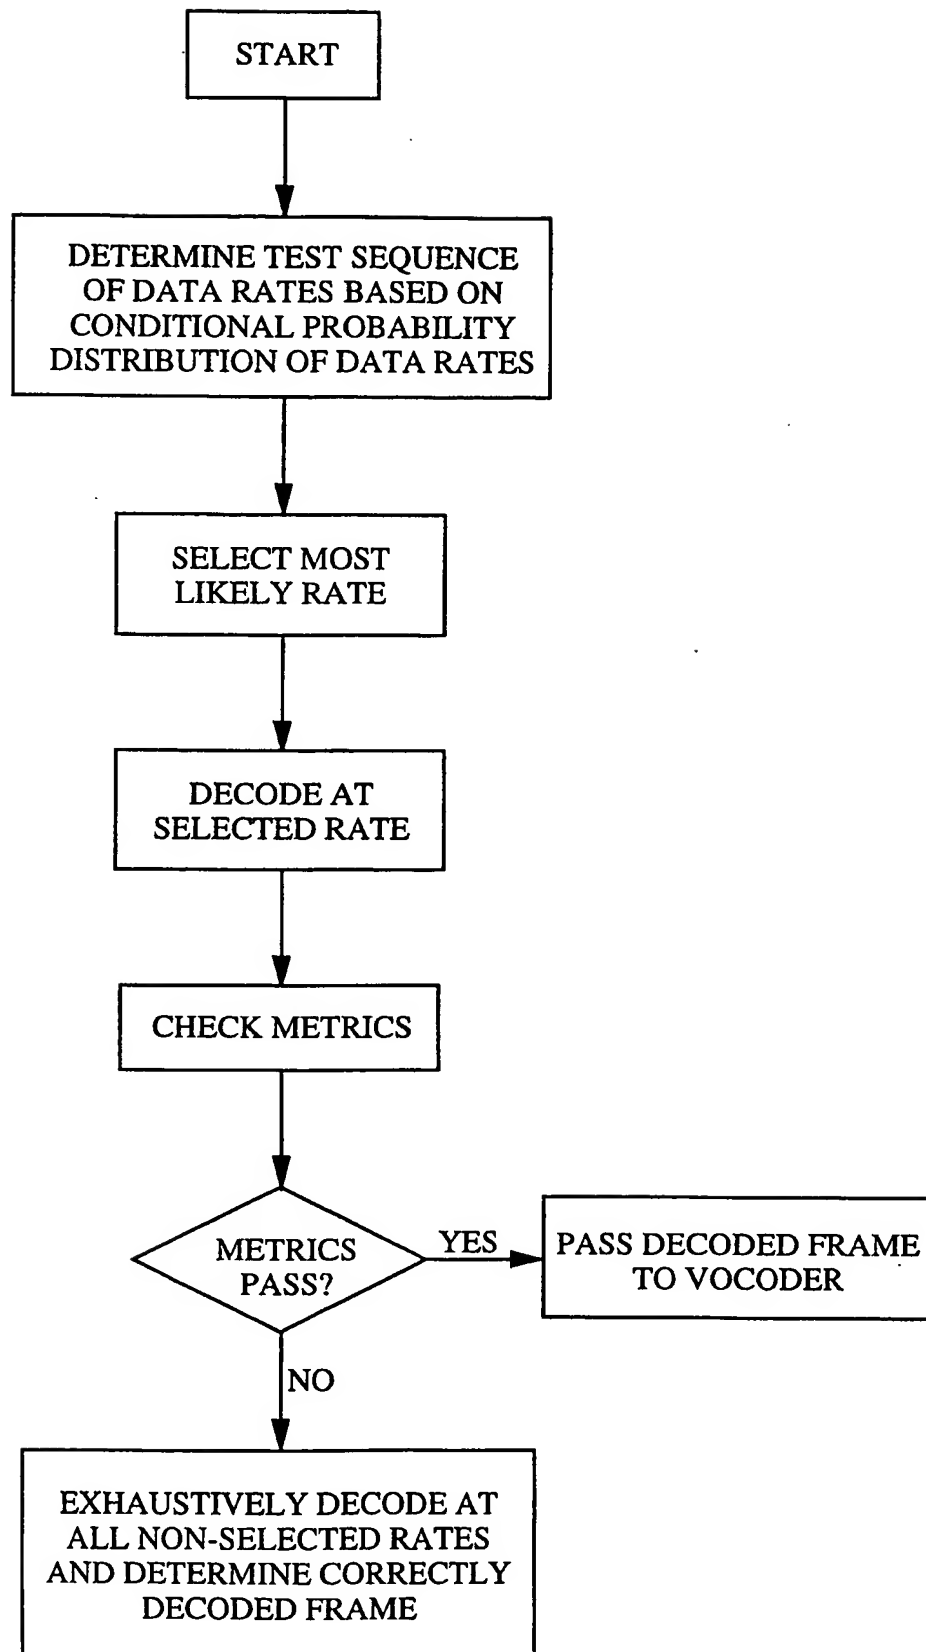 START
DETERMINE TEST SEQUENCE
OF DATA RATES BASED ON
CONDITIONAL PROBABILITY
DISTRIBUTION OF DATA RATES
SELECT MOST
LIKELY RATE
DECODE AT
SELECTED RATE
CHECK METRICS
METRICS
PASS?
YES
PASS DECODED FRAME
TO VOCODER
NO
EXHAUSTIVELY DECODE AT
ALL NON-SELECTED RATES
AND DETERMINE CORRECTLY
DECODED FRAME